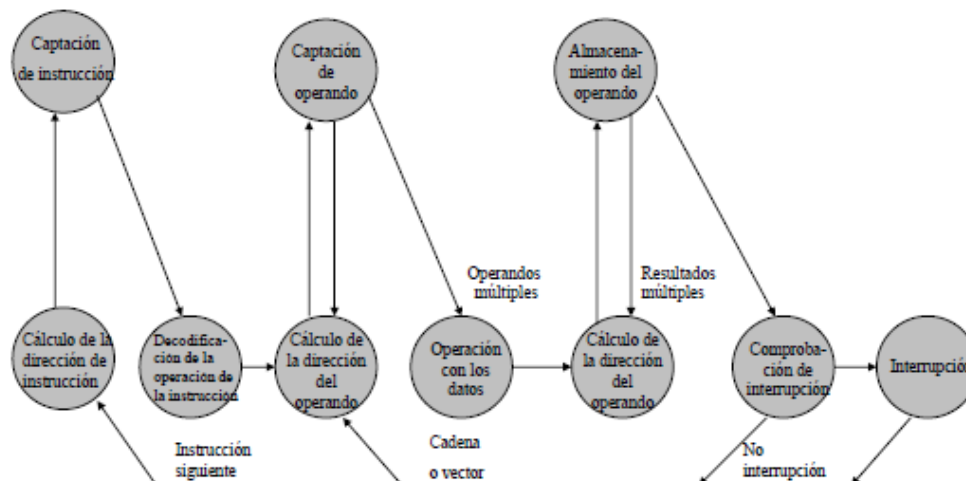 Captación
de instrucción
Captación
de
operando
Almacena-
miento del
operando
Operandos
múltiples
Resultados
múltiples
Cálculo de la
dirección de
instrucción
Decodifica-
ción de la
operación de
la instrucción
Cálculo de
la dirección
del
operando
Operación
con los
datos
Cálculo de
la dirección
del
operando
Comproba-
ción de
interrupción
Interrupción
Instrucción
siguiente
Cadena
o vector
No
interrupción